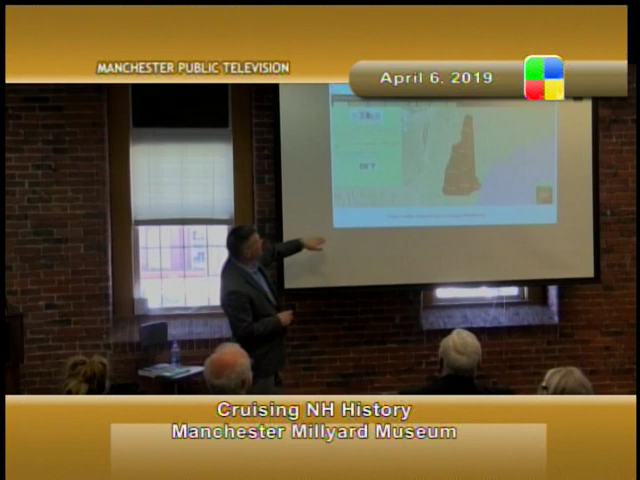 MANCHESTER PUBLIC TELEVISION
April 6, 2019
Cruising NH History
Manchester Millyard Museum